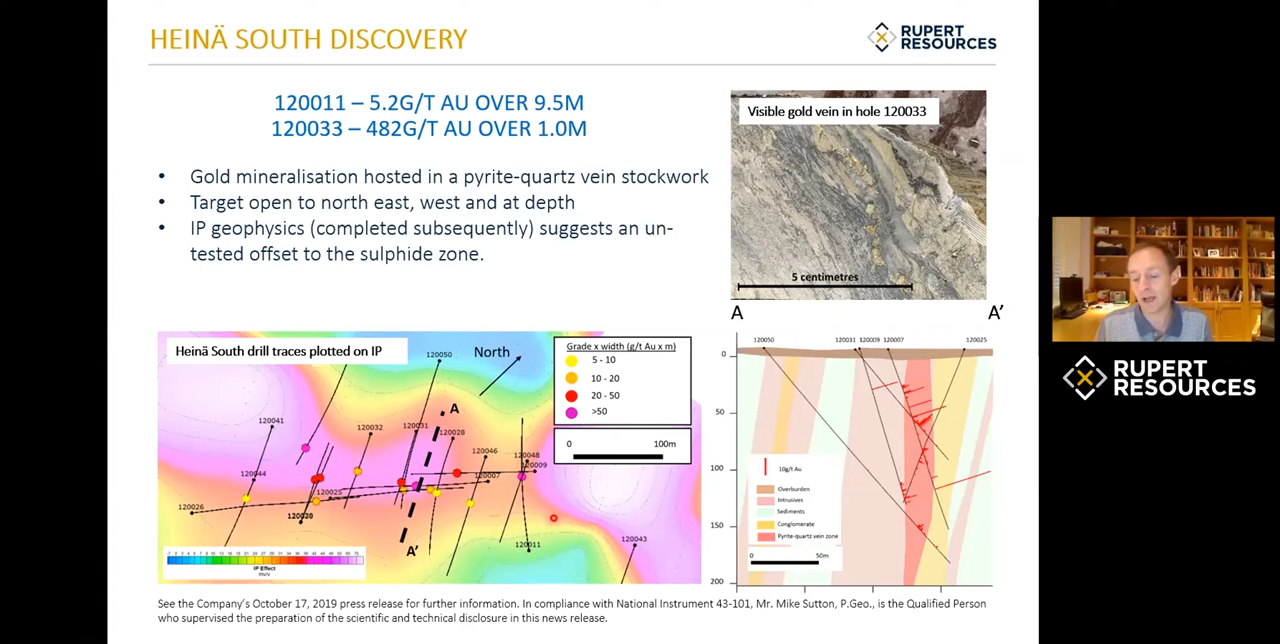 HEINÄ SOUTH DISCOVERY
RUPERT
RESOURCES
120011 – 5.2G/T AU OVER 9.5M
120033 – 482G/T AU OVER 1.0M
• Gold mineralisation hosted in a pyrite-quartz vein stockwork
• Target open to north east, west and at depth
• IP geophysics (completed subsequently) suggests an un-
tested offset to the sulphide zone.
Visible gold vein in hole 120033
5 centimetres
Heinä South drill traces plotted on IP
North
120050
A
120041
120032
120031
120028
120046
120048
120009
120044
120007
120025
120026
120011
120043
A'
IP Effect
Grade x width (g/t Au x m)
5 - 10
10 - 20
20 - 50
>50
0 100m
A A'
120050 120031 120009 120007 120025
0
50
100
150
200
10g/t Au
Overburden
Intrusives
Sediments
Conglomerate
Pyrite-quartz vein zone
0 50m
See the Company's October 17, 2019 press release for further information. In compliance with National Instrument 43-101, Mr. Mike Sutton, P.Geo., is the Qualified Person
who supervised the preparation of the scientific and technical disclosure in this news release.
RUPERT
RESOURCES